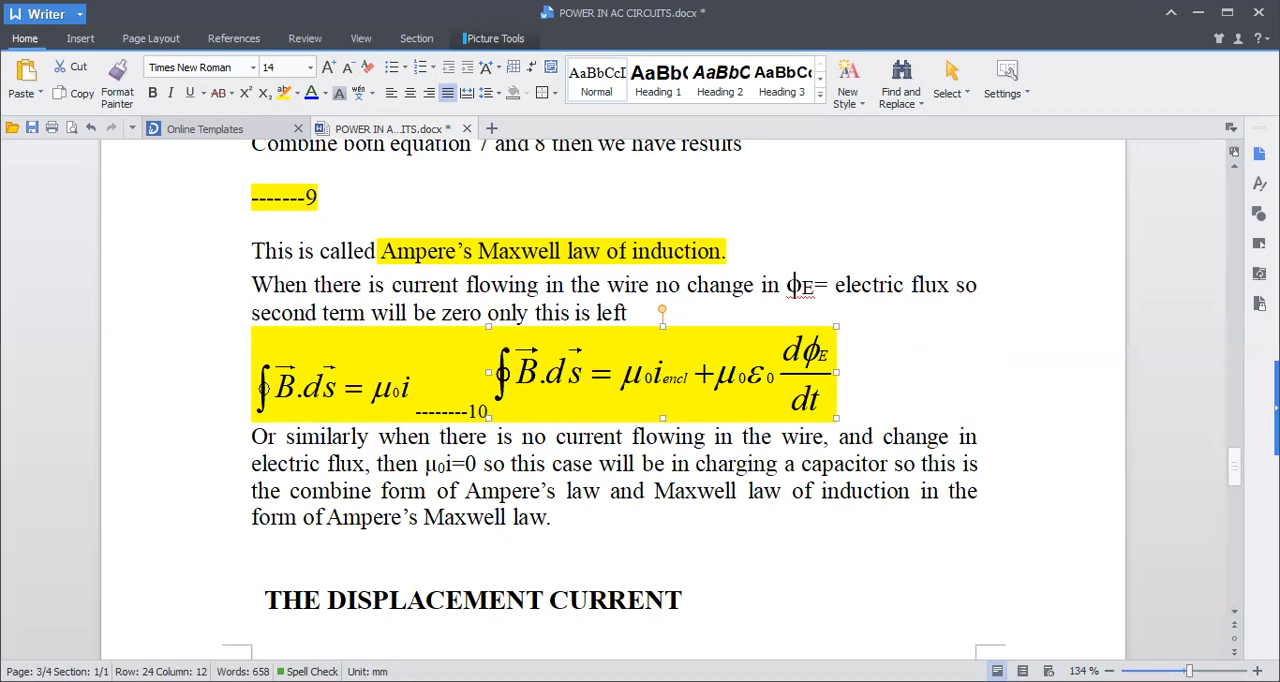 Writer
POWER IN AC CIRCUITS.docx *
Home Insert Page Layout References Review View Section Picture Tools
Paste Cut Copy Format Painter
Times New Roman 14
B I U AB X² X₂ A A
AaBbCcD AaBb(C AaBb(C AaBbC(
Normal Heading 1 Heading 2 Heading 3
New Style Find and Replace Select Settings
Online Templates POWER IN A...ITS.docx *
Combine both equation 7 and 8 then we have results
-------9
This is called Ampere’s Maxwell law of induction.
When there is current flowing in the wire no change in ϕE= electric flux so
second term will be zero only this is left
∮B⃗.ds⃗ = μ₀i --------10 ∮B⃗.ds⃗ = μ₀i_encl + μ₀ε₀ dϕ_E/dt
Or similarly when there is no current flowing in the wire, and change in
electric flux, then μ₀i=0 so this case will be in charging a capacitor so this is
the combine form of Ampere’s law and Maxwell law of induction in the
form of Ampere’s Maxwell law.
THE DISPLACEMENT CURRENT
Page: 3/4 Section: 1/1 Row: 24 Column: 12 Words: 658 Spell Check Unit: mm 134 %